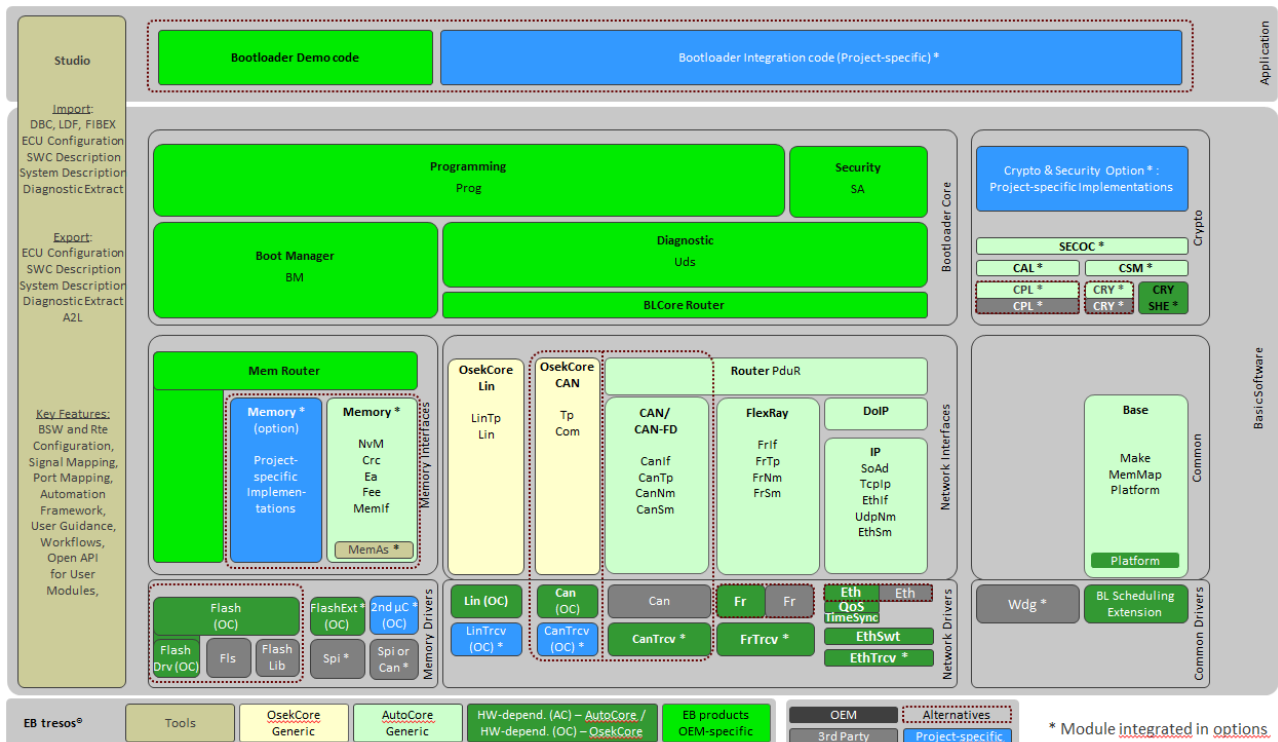 Studio
Import:
DBC, LDF, FIBEX
ECU Configuration
SWC Description
System Description
DiagnosticExtract
Export:
ECU Configuration
SWC Description
System Description
DiagnosticExtract
A2L
Key Features:
BSW and Rte
Configuration,
Signal Mapping,
Port Mapping,
Automation
Framework,
User Guidance,
Workflows,
Open API
for User
Modules,
Bootloader Demo code
Bootloader Integration code (Project-specific) *
Application
Programming
Prog
Security
SA
Boot Manager
BM
Diagnostic
Uds
BLCore Router
Bootloader Core
Crypto & Security Option * :
Project-specific Implementations
SECOC *
CAL *
CSM *
CPL *
CPL *
CRY *
CRY *
CRY
SHE *
Crypto
Mem Router
Memory *
(option)
Project-
specific
Implemen-
tations
Memory *
NvM
Crc
Ea
Fee
MemIf
MemAs *
Memory Interfaces
OsekCore
Lin
LinTp
Lin
OsekCore
CAN
Tp
Com
Router PduR
CAN/
CAN-FD
CanIf
CanTp
CanNm
CanSm
FlexRay
FrIf
FrTp
FrNm
FrSm
DoIP
IP
SoAd
TcpIp
EthIf
UdpNm
EthSm
Network Interfaces
Base
Make
MemMap
Platform
Platform
Common
BasicSoftware
Flash
(OC)
Flash
Drv (OC)
Fls
Flash
Lib
FlashExt *
(OC)
Spi *
2nd µC *
(OC)
Spi or
Can *
Memory Drivers
Lin (OC)
LinTrcv
(OC) *
Can
(OC)
CanTrcv
(OC) *
Can
CanTrcv *
Fr
Fr
FrTrcv *
Eth
Eth
QoS
TimeSync
EthSwt
EthTrcv *
Network Drivers
Wdg *
BL Scheduling
Extension
Common Drivers
EB tresos®
Tools
OsekCore
Generic
AutoCore
Generic
HW-depend. (AC) – AutoCore /
HW-depend. (OC) – OsekCore
EB products
OEM-specific
OEM
3rd Party
Alternatives
Project-specific
* Module integrated in options